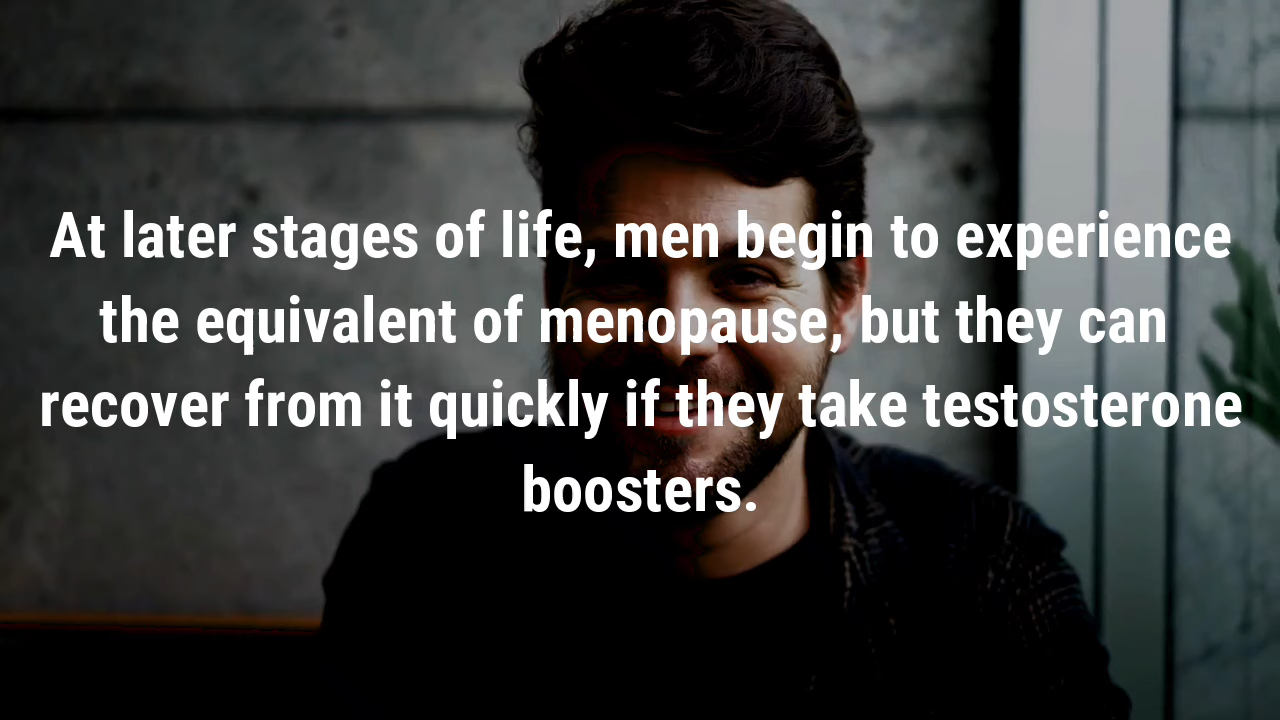 At later stages of life, men begin to experience
the equivalent of menopause, but they can
recover from it quickly if they take testosterone
boosters.